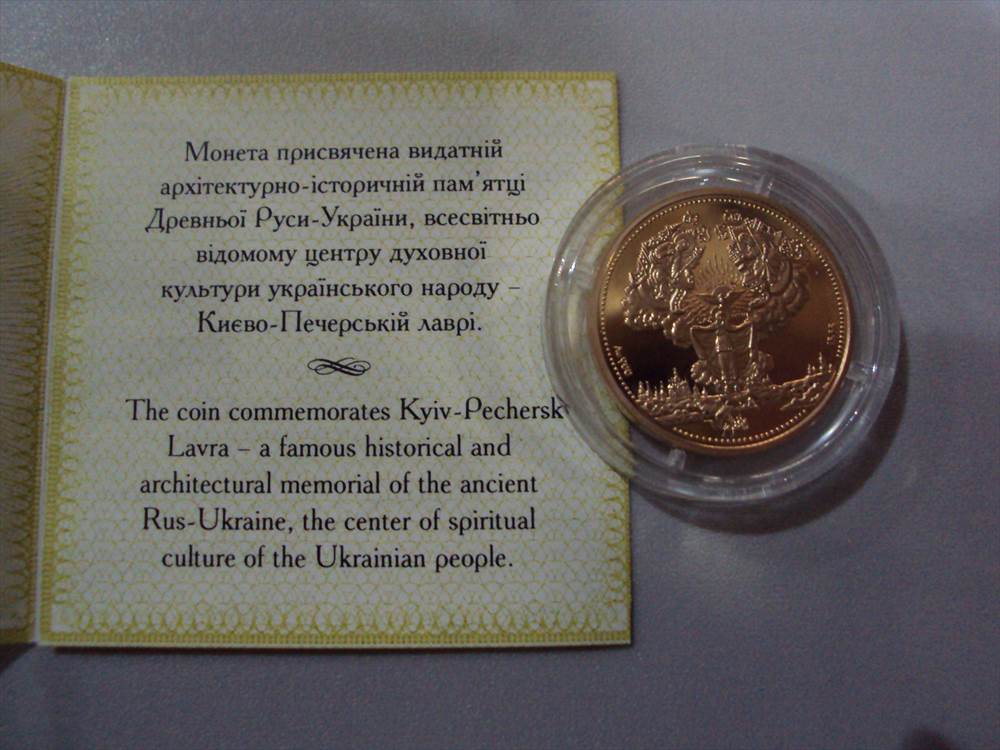 Монета присвячена видатній
архітектурно-історичній пам'ятці
Древньої Руси-України, всесвітньо
відомому центру духовної
культури українського народу –
Києво-Печерській лаврі.
The coin commemorates Kyiv-Pechersk
Lavra – a famous historical and
architectural memorial of the ancient
Rus-Ukraine, the center of spiritual
culture of the Ukrainian people.